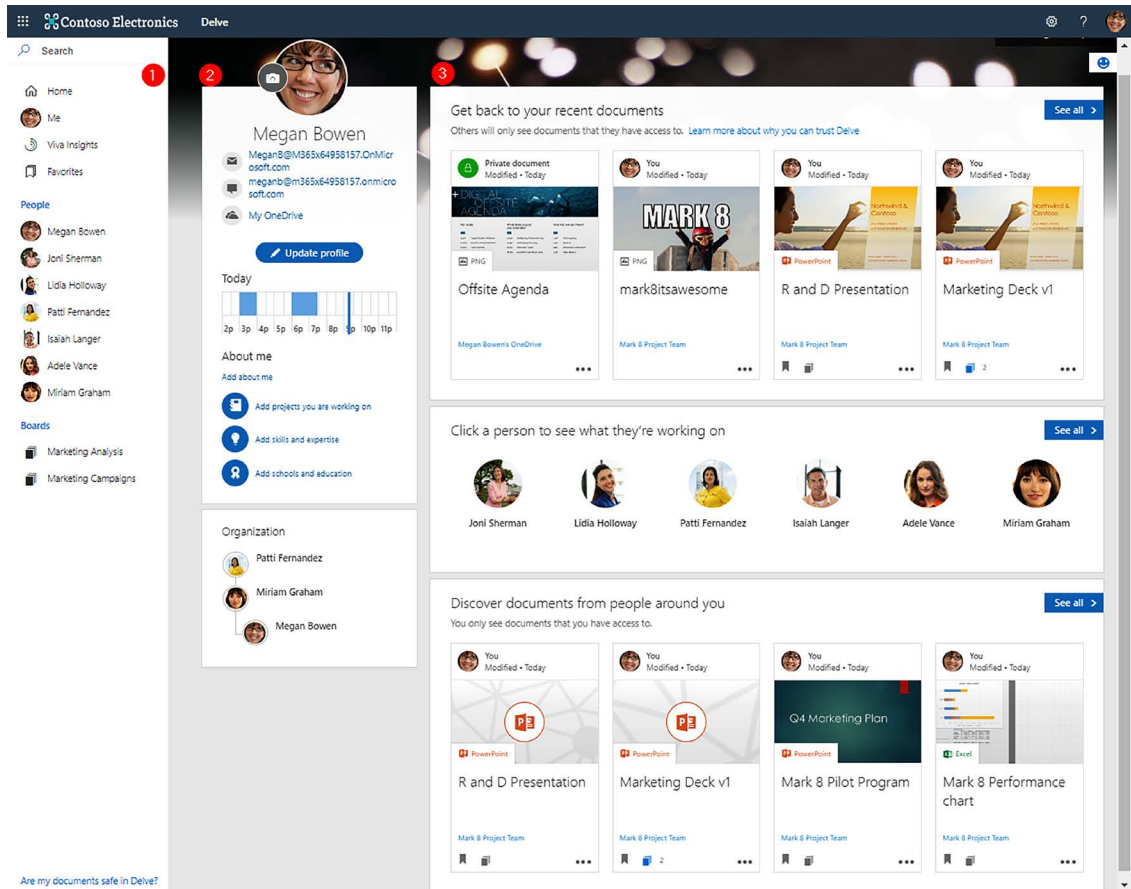 Contoso Electronics
Delve
?
Search
1
Home
Me
Viva Insights
Favorites
People
Megan Bowen
Joni Sherman
Lidia Holloway
Patti Fernandez
Isaiah Langer
Adele Vance
Miriam Graham
Boards
Marketing Analysis
Marketing Campaigns
Are my documents safe in Delve?
2
Megan Bowen
MeganB@M365x64958157.OnMicr
osoft.com
meganb@m365x64958157.onmicro
soft.com
My OneDrive
Update profile
Today
2p 3p 4p 5p 6p 7p 8p 9p 10p 11p
About me
Add about me
Add projects you are working on
Add skills and expertise
Add schools and education
Organization
Patti Fernandez
Miriam Graham
Megan Bowen
3
Get back to your recent documents
See all >
Others will only see documents that they have access to. Learn more about why you can trust Delve
Private document
Modified • Today
DIGITAL
OFFSITE
AGENDA
PNG
Offsite Agenda
Megan Bowen's OneDrive
You
Modified • Today
MARK 8
PNG
mark8itsawesome
Mark 8 Project Team
You
Modified • Today
Northwind &
Contoso
PowerPoint
R and D Presentation
Mark 8 Project Team
You
Modified • Today
Northwind &
Contoso
PowerPoint
Marketing Deck v1
Mark 8 Project Team
2
Click a person to see what they're working on
See all >
Joni Sherman
Lidia Holloway
Patti Fernandez
Isaiah Langer
Adele Vance
Miriam Graham
Discover documents from people around you
See all >
You only see documents that you have access to.
You
Modified • Today
PowerPoint
R and D Presentation
Mark 8 Project Team
You
Modified • Today
PowerPoint
Marketing Deck v1
Mark 8 Project Team
2
You
Modified • Today
Q4 Marketing Plan
PowerPoint
Mark 8 Pilot Program
Mark 8 Project Team
You
Modified • Today
Excel
Mark 8 Performance
chart
Mark 8 Project Team